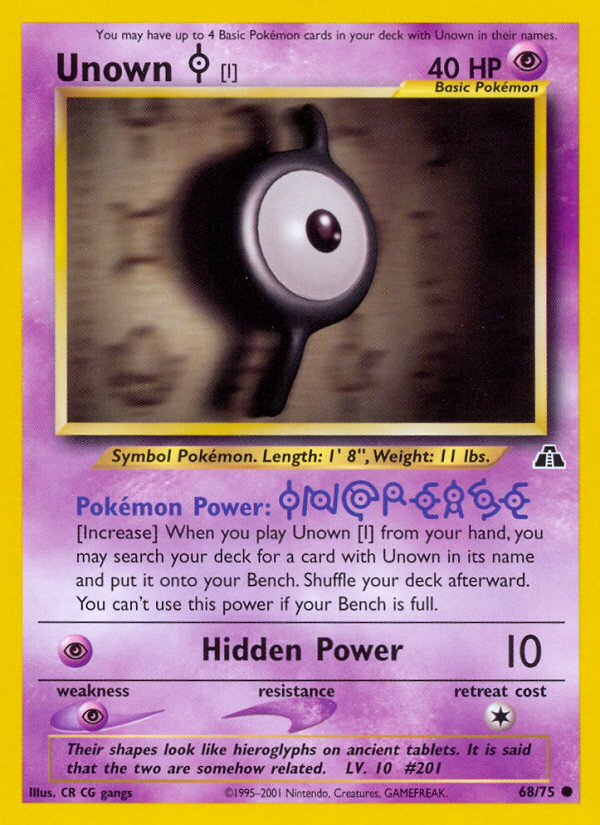 You may have up to 4 Basic Pokémon cards in your deck with Unown in their names.
Unown [I] 40 HP
Basic Pokémon
Symbol Pokémon. Length: 1' 8", Weight: 11 lbs.
Pokémon Power: INCREASE
[Increase] When you play Unown [I] from your hand, you
may search your deck for a card with Unown in its name
and put it onto your Bench. Shuffle your deck afterward.
You can't use this power if your Bench is full.
Hidden Power 10
weakness resistance retreat cost
Their shapes look like hieroglyphs on ancient tablets. It is said
that the two are somehow related. LV. 10 #201
Illus. CR CG gangs ©1995–2001 Nintendo, Creatures, GAMEFREAK. 68/75